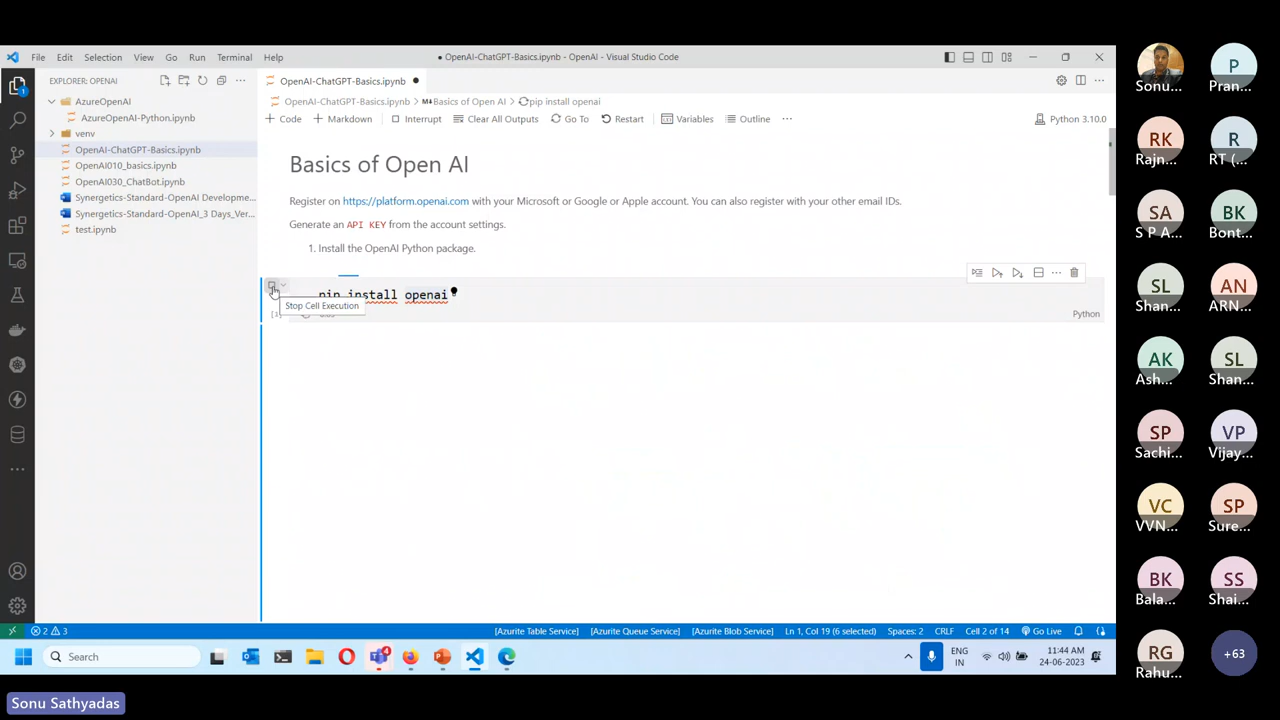 File Edit Selection View Go Run Terminal Help
● OpenAI-ChatGPT-Basics.ipynb - OpenAI - Visual Studio Code
EXPLORER: OPENAI
AzureOpenAI
AzureOpenAI-Python.ipynb
venv
OpenAI-ChatGPT-Basics.ipynb
OpenAI010_basics.ipynb
OpenAI030_ChatBot.ipynb
Synergetics-Standard-OpenAI Developme...
Synergetics-Standard-OpenAI_3 Days_Ver...
test.ipynb
OpenAI-ChatGPT-Basics.ipynb ●
OpenAI-ChatGPT-Basics.ipynb > Basics of Open AI > pip install openai
+ Code + Markdown Interrupt Clear All Outputs Go To Restart Variables Outline ... Python 3.10.0
Basics of Open AI
Register on https://platform.openai.com with your Microsoft or Google or Apple account. You can also register with your other email IDs.
Generate an API KEY from the account settings.
1. Install the OpenAI Python package.
pip install openai
Stop Cell Execution
Python
2 3 [Azurite Table Service] [Azurite Queue Service] [Azurite Blob Service] Ln 1, Col 19 (6 selected) Spaces: 2 CRLF Cell 2 of 14 Go Live
Search
4
ENG
IN
11:44 AM
24-06-2023
Sonu Sathyadas
Sonu...
P
Pran...
RK
Rajn...
R
RT (...
SA
S P A...
BK
Bont...
SL
Shan...
AN
ARN...
AK
Ash...
SL
Shan...
SP
Sachi...
VP
Vijay...
VC
VVN...
SP
Sure...
BK
Bala...
SS
Shai...
RG
Rahu...
+63